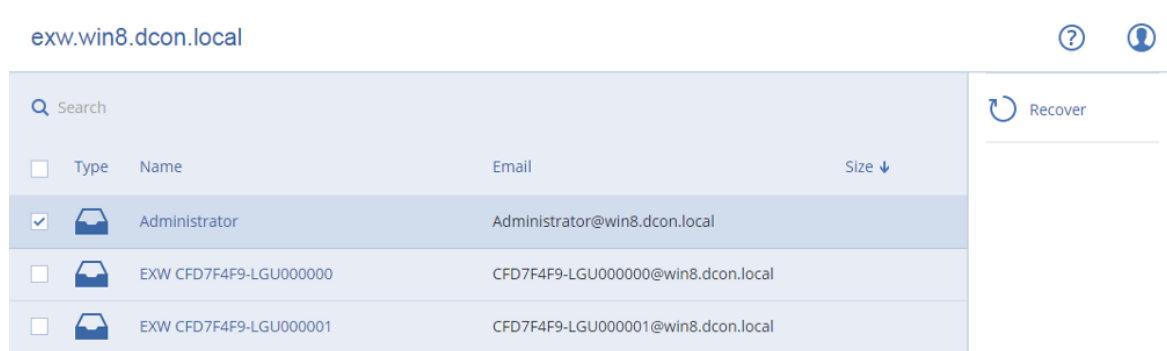 exw.win8.dcon.local
Search
Recover
Type Name Email Size
Administrator Administrator@win8.dcon.local
EXW CFD7F4F9-LGU000000 CFD7F4F9-LGU000000@win8.dcon.local
EXW CFD7F4F9-LGU000001 CFD7F4F9-LGU000001@win8.dcon.local